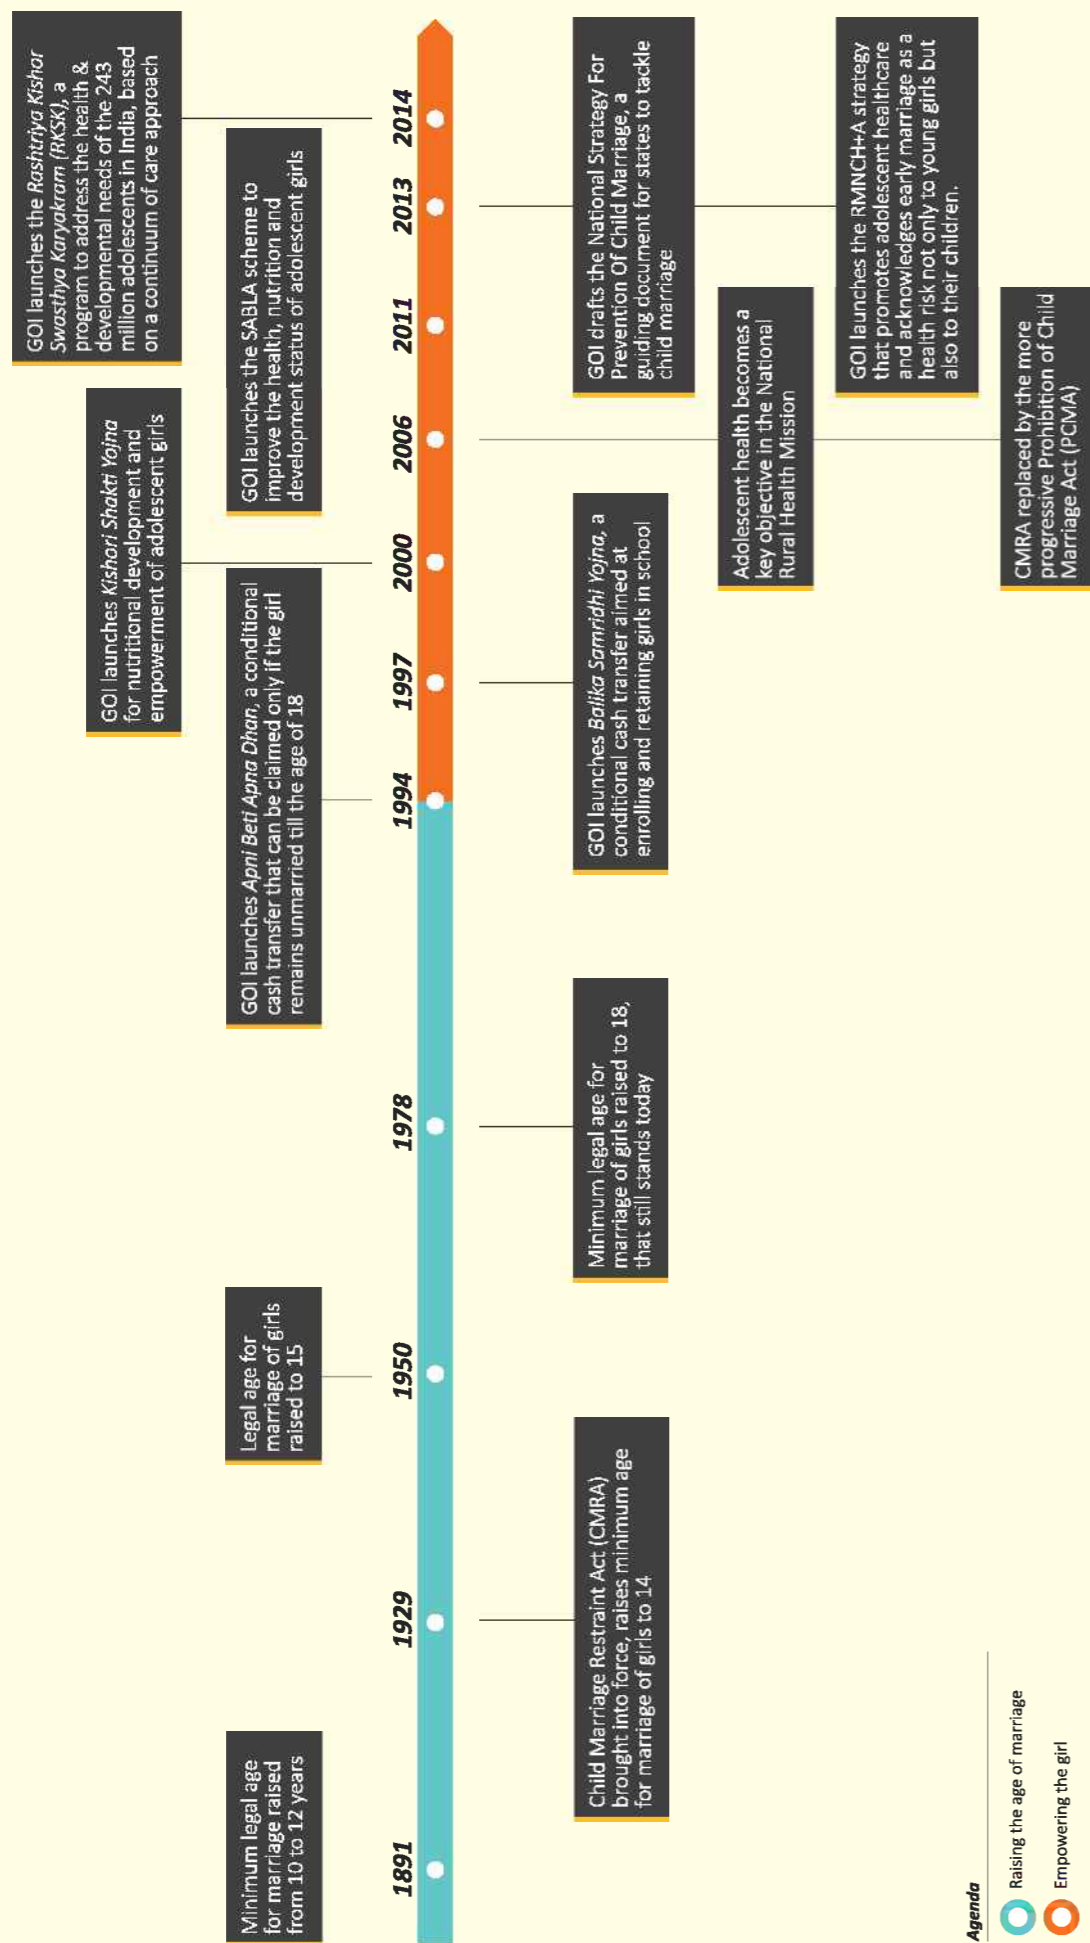 Minimum legal age
for marriage raised
from 10 to 12 years
Legal age for
marriage of girls
raised to 15
GOI launches Apni Beti Apna Dhan, a conditional
cash transfer that can be claimed only if the girl
remains unmarried till the age of 18
GOI launches Kishori Shakti Yojna
for nutritional development and
empowerment of adolescent girls
GOI launches the SABLA scheme to
improve the health, nutrition and
development status of adolescent girls
GOI launches the Rashtriya Kishor
Swasthya Karyakram (RKSK), a
program to address the health &
developmental needs of the 243
million adolescents in India, based
on a continuum of care approach
1891
1929
1950
1978
1994
1997
2000
2006
2011
2013
2014
Child Marriage Restraint Act (CMRA)
brought into force, raises minimum age
for marriage of girls to 14
Minimum legal age for
marriage of girls raised to 18,
that still stands today
GOI launches Balika Samridhi Yojna, a
conditional cash transfer aimed at
enrolling and retaining girls in school
Adolescent health becomes a
key objective in the National
Rural Health Mission
CMRA replaced by the more
progressive Prohibition of Child
Marriage Act (PCMA)
GOI drafts the National Strategy For
Prevention Of Child Marriage, a
guiding document for states to tackle
child marriage
GOI launches the RMNCH+A strategy
that promotes adolescent healthcare
and acknowledges early marriage as a
health risk not only to young girls but
also to their children.
Agenda
Raising the age of marriage
Empowering the girl